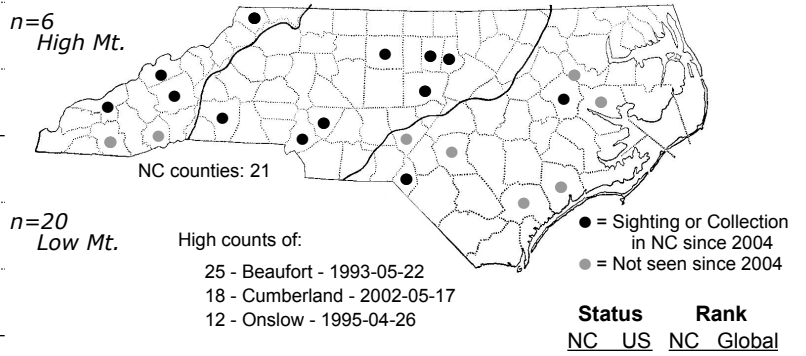 n=6
High Mt.
NC counties: 21
n=20
Low Mt.
High counts of:
25 - Beaufort - 1993-05-22
18 - Cumberland - 2002-05-17
12 - Onslow - 1995-04-26
= Sighting or Collection
in NC since 2004
= Not seen since 2004
Status Rank
NC US NC Global